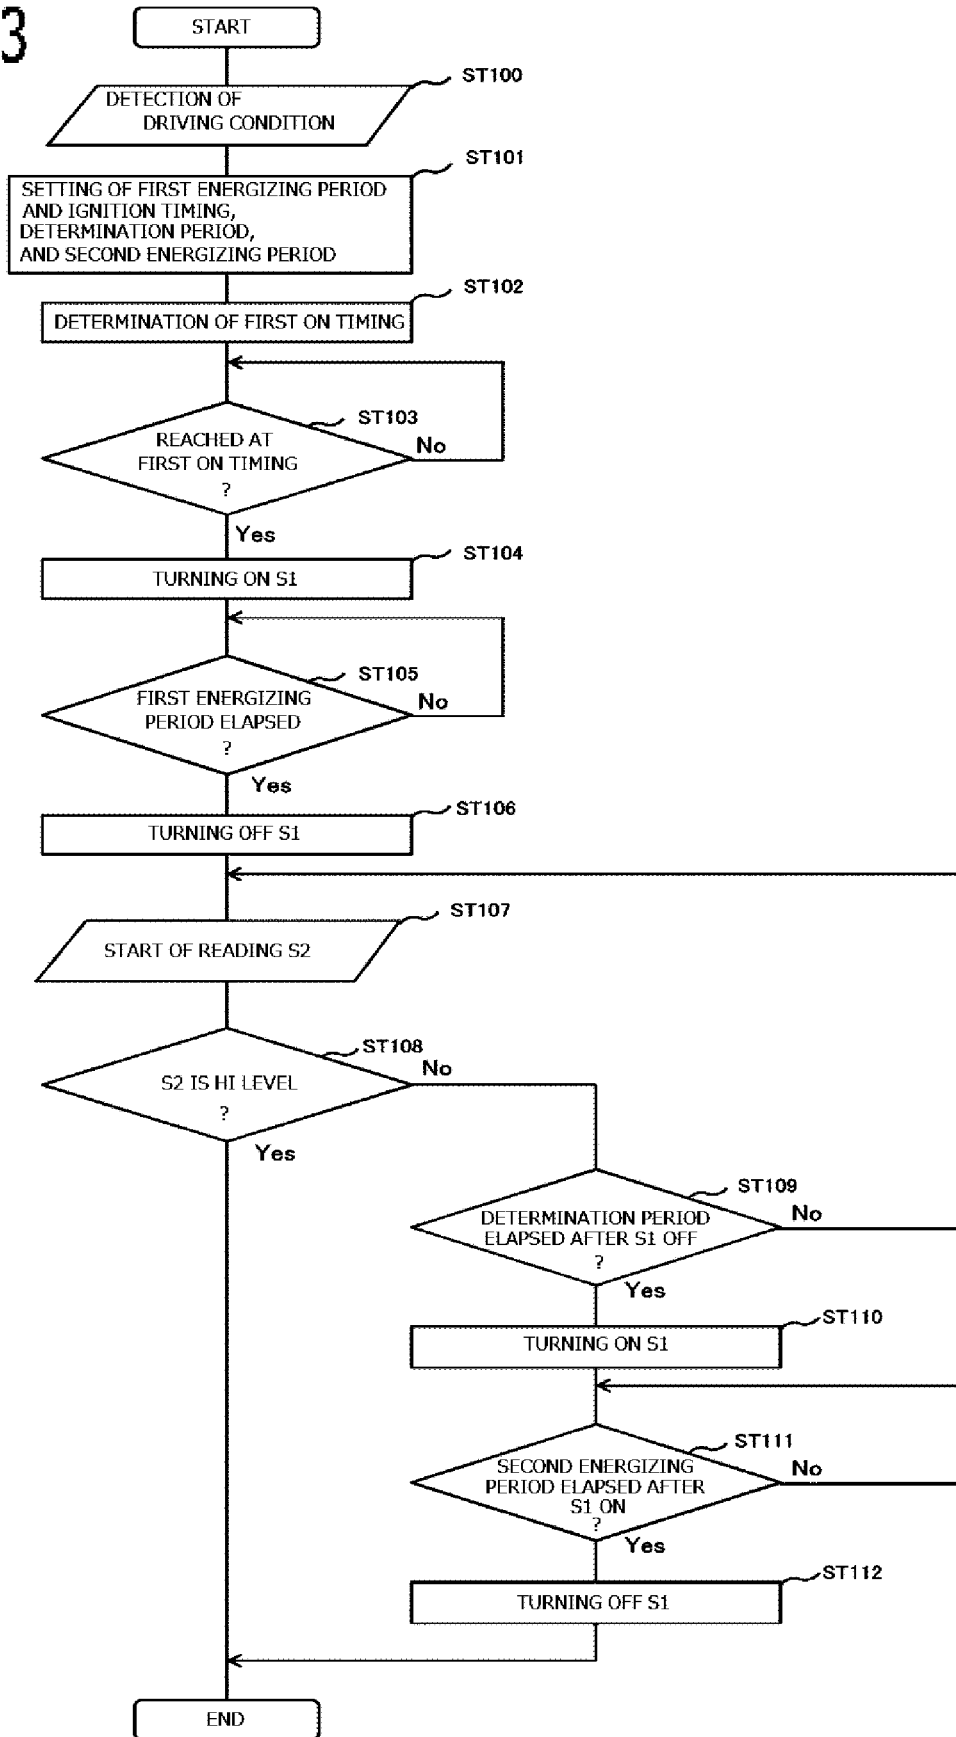 3
START
ST100
DETECTION OF
DRIVING CONDITION
ST101
SETTING OF FIRST ENERGIZING PERIOD
AND IGNITION TIMING,
DETERMINATION PERIOD,
AND SECOND ENERGIZING PERIOD
ST102
DETERMINATION OF FIRST ON TIMING
ST103
REACHED AT
FIRST ON TIMING
?
No
Yes
ST104
TURNING ON S1
ST105
FIRST ENERGIZING
PERIOD ELAPSED
?
No
Yes
ST106
TURNING OFF S1
ST107
START OF READING S2
ST108
S2 IS HI LEVEL
?
No
Yes
ST109
DETERMINATION PERIOD
ELAPSED AFTER S1 OFF
?
No
Yes
ST110
TURNING ON S1
ST111
SECOND ENERGIZING
PERIOD ELAPSED AFTER
S1 ON
?
No
Yes
ST112
TURNING OFF S1
END